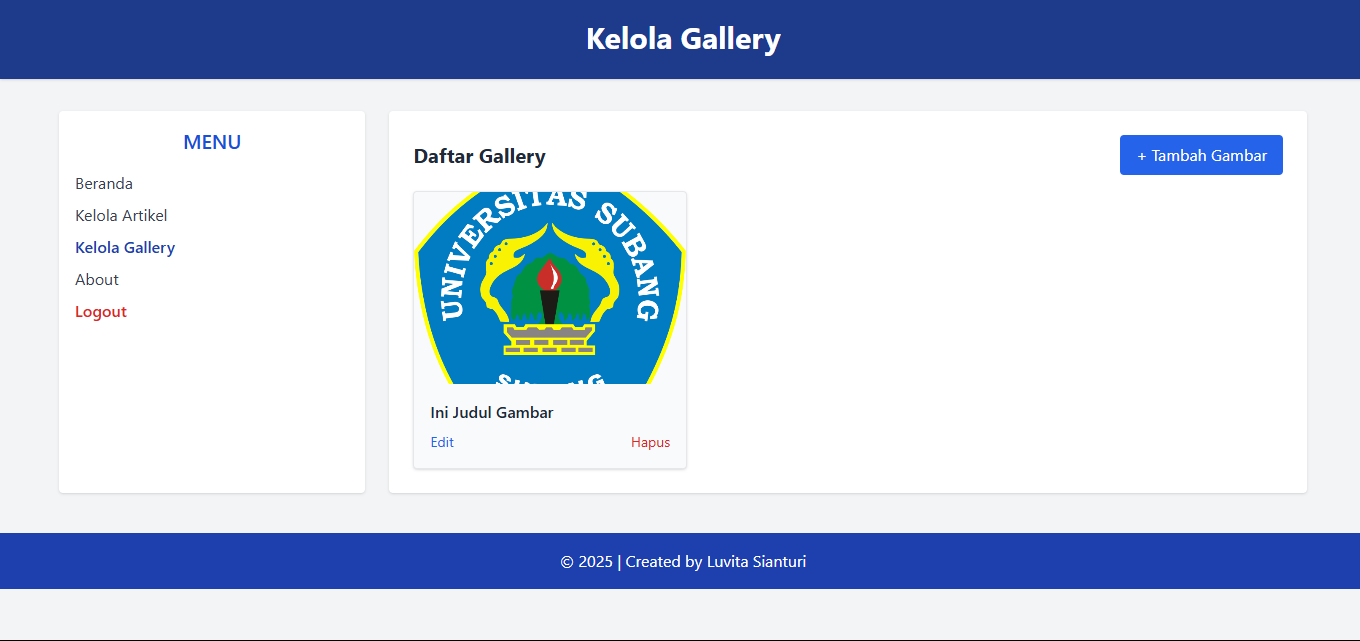 Kelola Gallery
MENU
Beranda
Kelola Artikel
Kelola Gallery
About
Logout
Daftar Gallery
+ Tambah Gambar
UNIVERSITAS SUBANG
Ini Judul Gambar
Edit
Hapus
© 2025 | Created by Luvita Sianturi